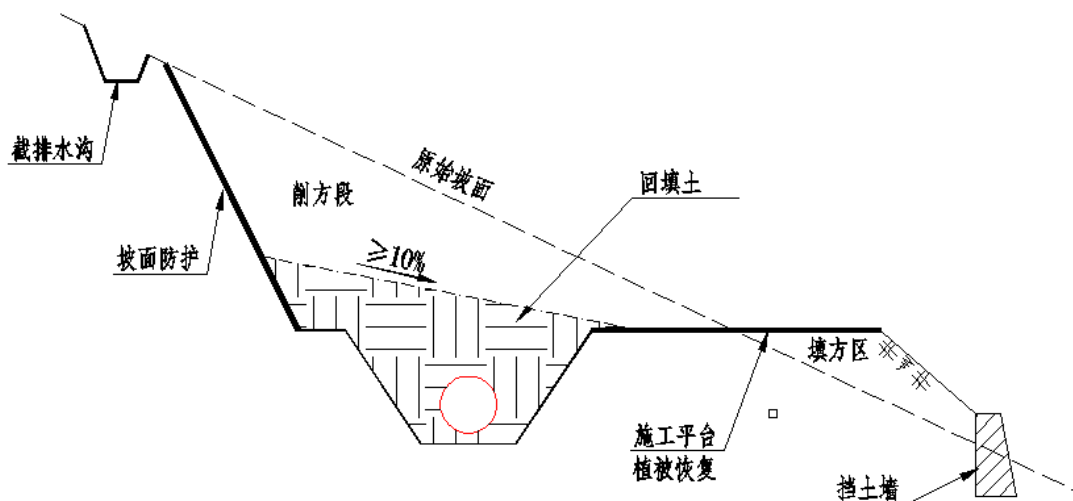 截排水沟
原始坡面
削方段
回填土
坡面防护
≥10%
填方区
施工平台
植被恢复
挡土墙